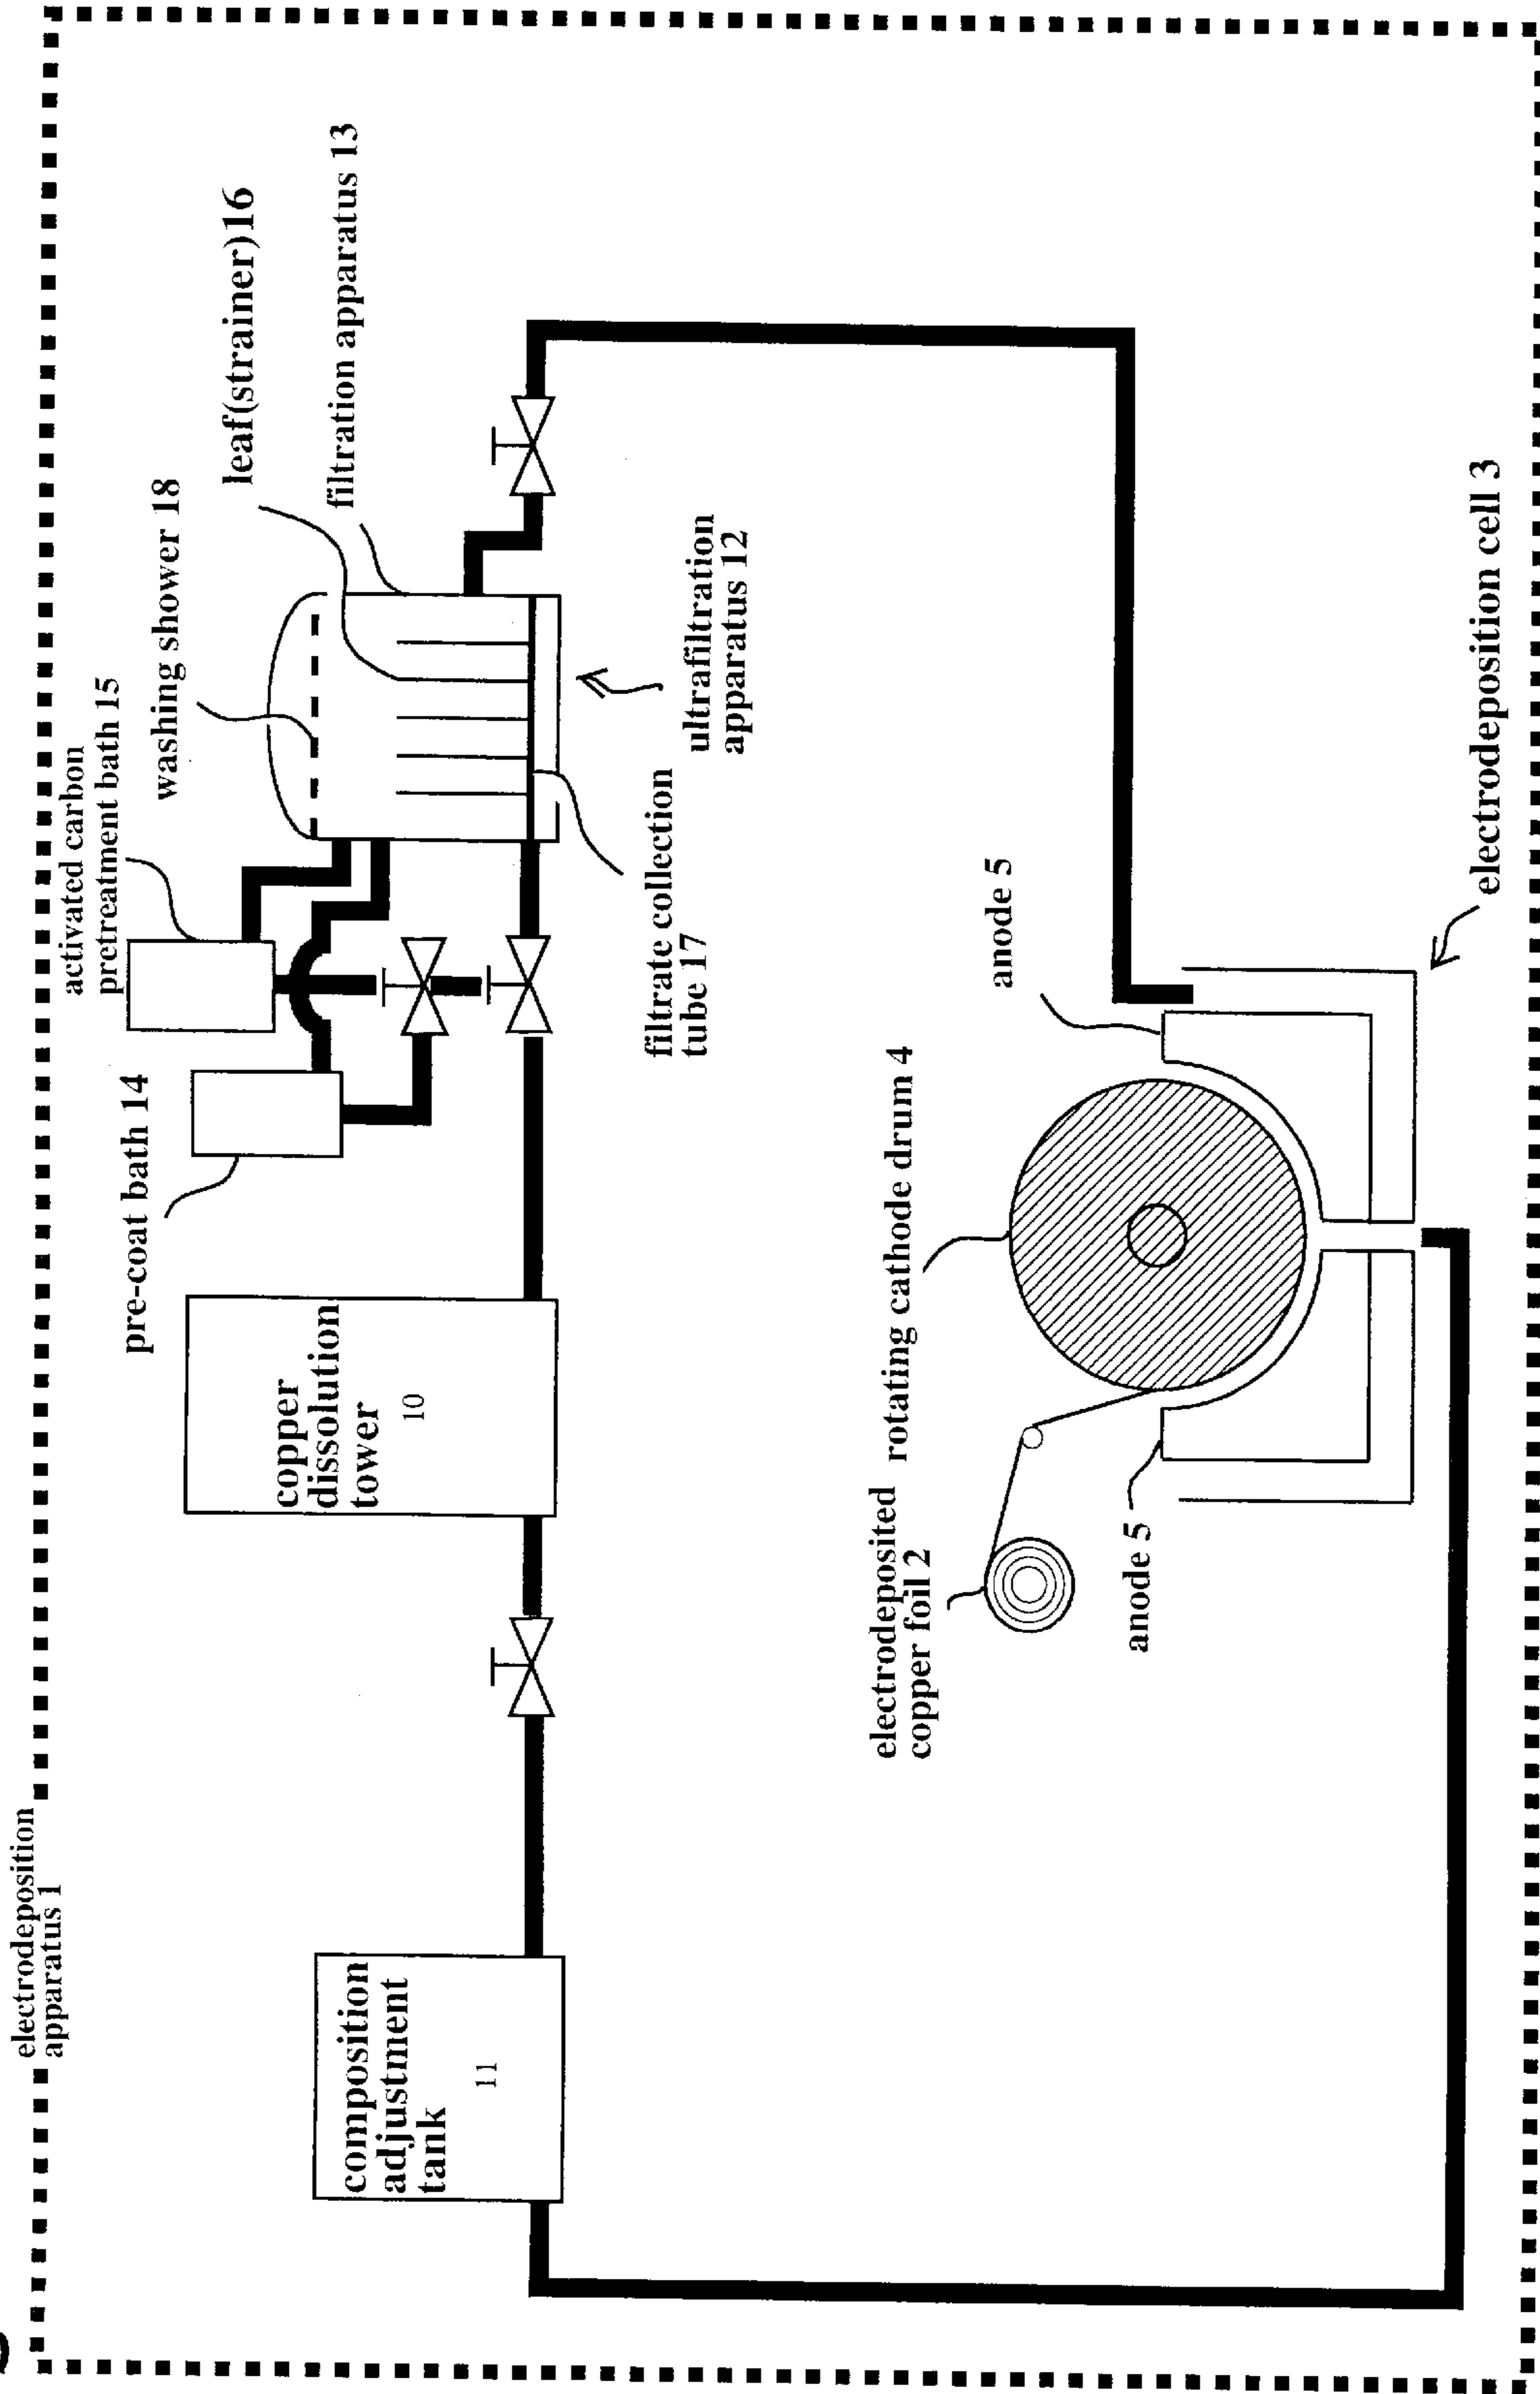 electrodeposition
apparatus 1
activated carbon
pretreatment bath 15
washing shower 18
leaf(strainer)16
filtration apparatus 13
pre-coat bath 14
composition
adjustment
tank
11
copper
dissolution
tower
10
filtrate collection
tube 17
ultrafiltration
apparatus 12
electrodeposited
copper foil 2
rotating cathode drum 4
anode 5
anode 5
electrodeposition cell 3